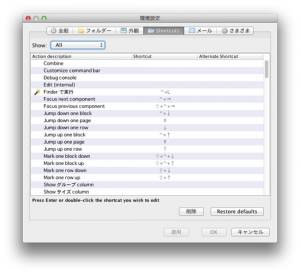 環境設定
全般 フォルダー 外観 Shortcuts メール さまざま
Show: All
Action description Shortcut Alternate Shortcut
Combine
Customize command bar
Debug console
Edit (internal)
Finder で実行
Focus next component
Focus previous component
Jump down one block
Jump down one page
Jump down one row
Jump up one block
Jump up one page
Jump up one row
Mark one block down
Mark one block up
Mark one row down
Mark one row up
Show グループ column
Show サイズ column
Press Enter or double-click the shortcut you wish to edit
削除 Restore defaults
適用 OK キャンセル